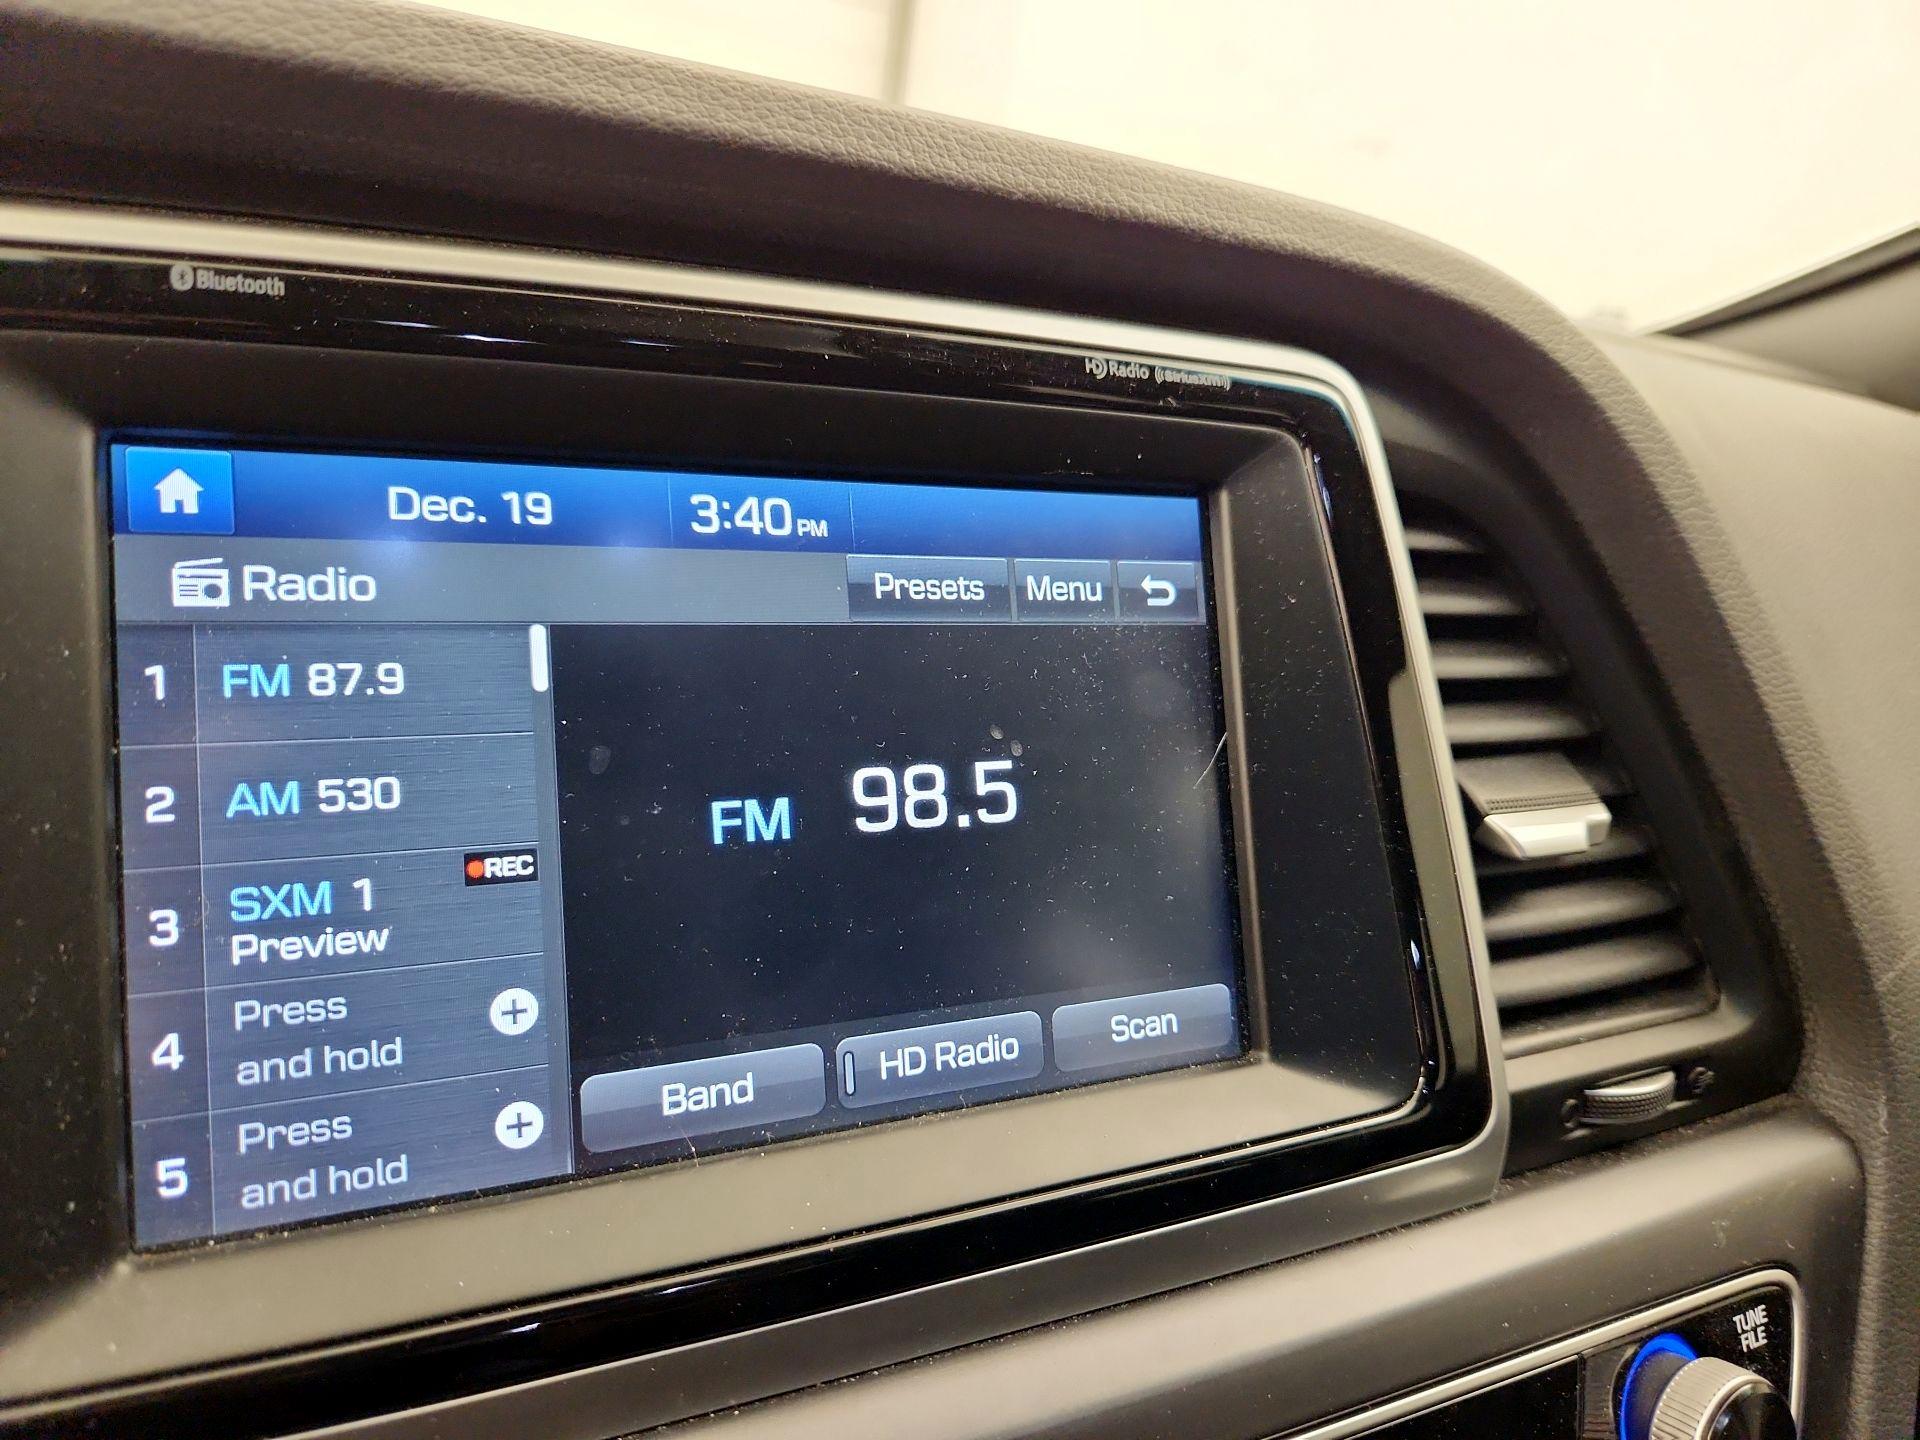 Bluetooth
HD Radio ((SiriusXM))
Dec. 19 3:40 PM
Radio Presets Menu
1 FM 87.9
2 AM 530
REC
3 SXM 1
Preview
4 Press
and hold
5 Press
and hold
FM 98.5
Band HD Radio Scan
TUNE
FILE